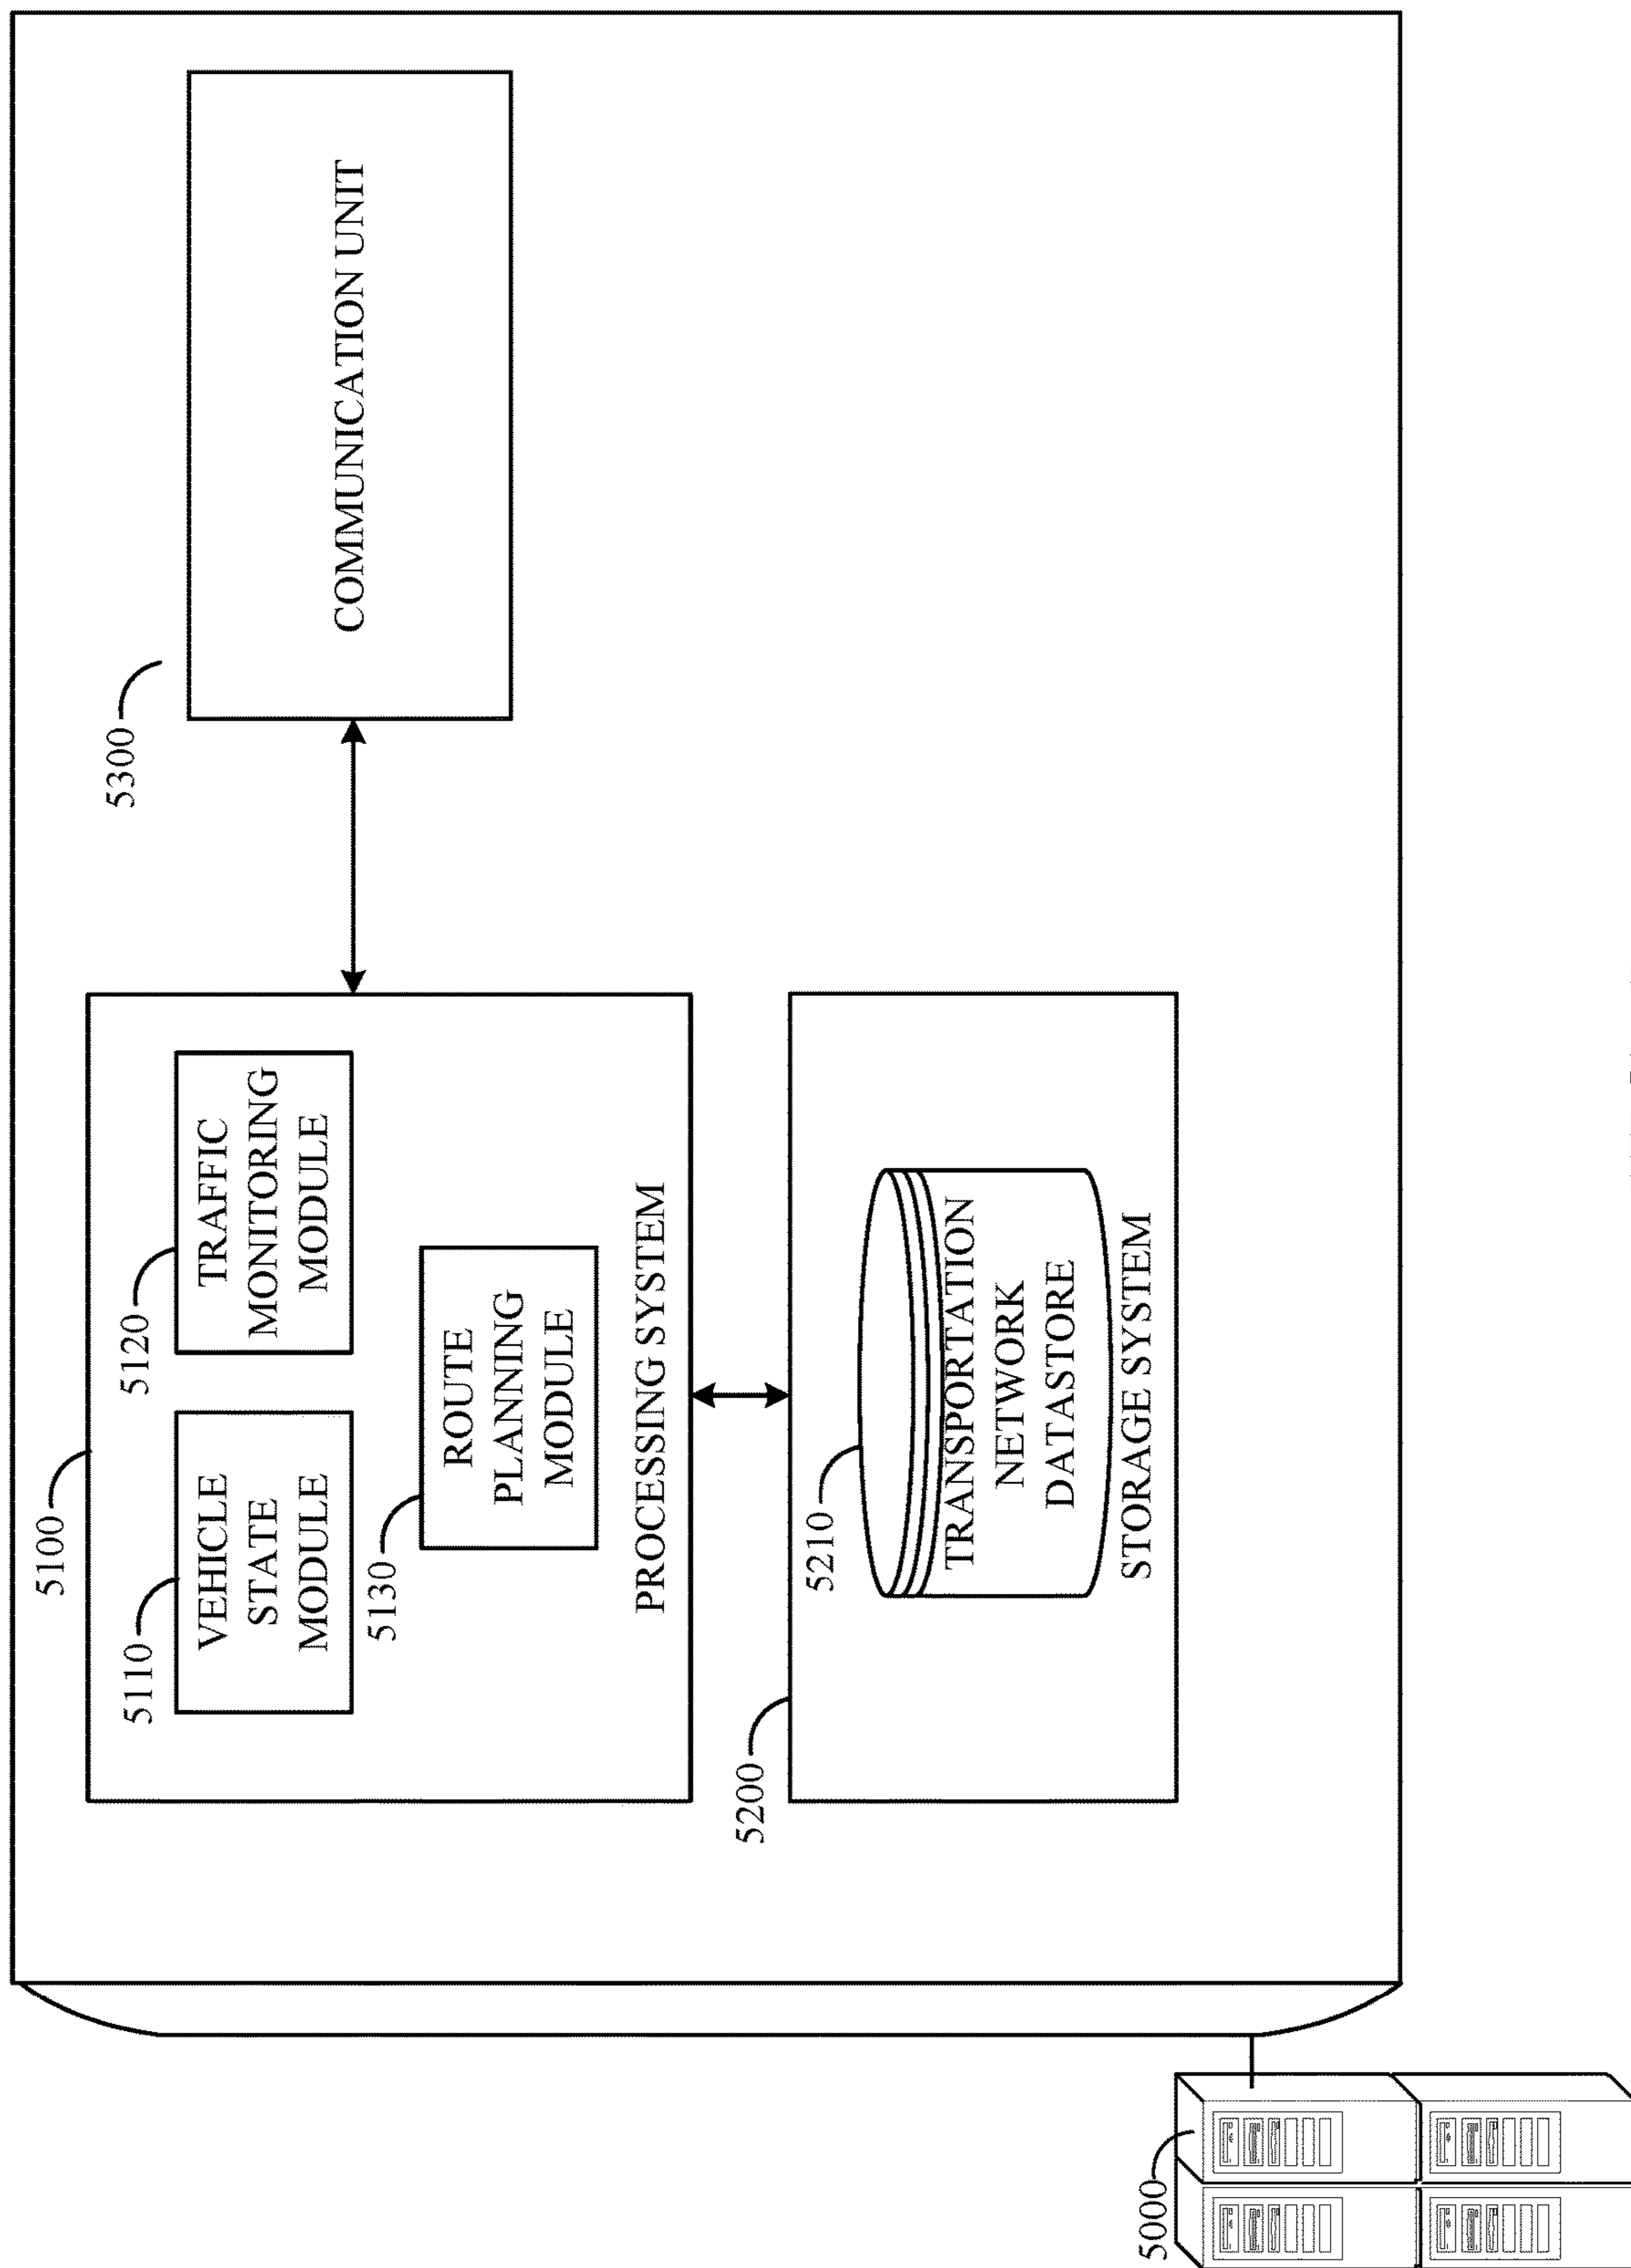 5100
5110
VEHICLE
STATE
MODULE
5120
TRAFFIC
MONITORING
MODULE
5130
ROUTE
PLANNING
MODULE
PROCESSING SYSTEM
5300
COMMUNICATION UNIT
5200
5210
TRANSPORTATION
NETWORK
DATASTORE
STORAGE SYSTEM
5000